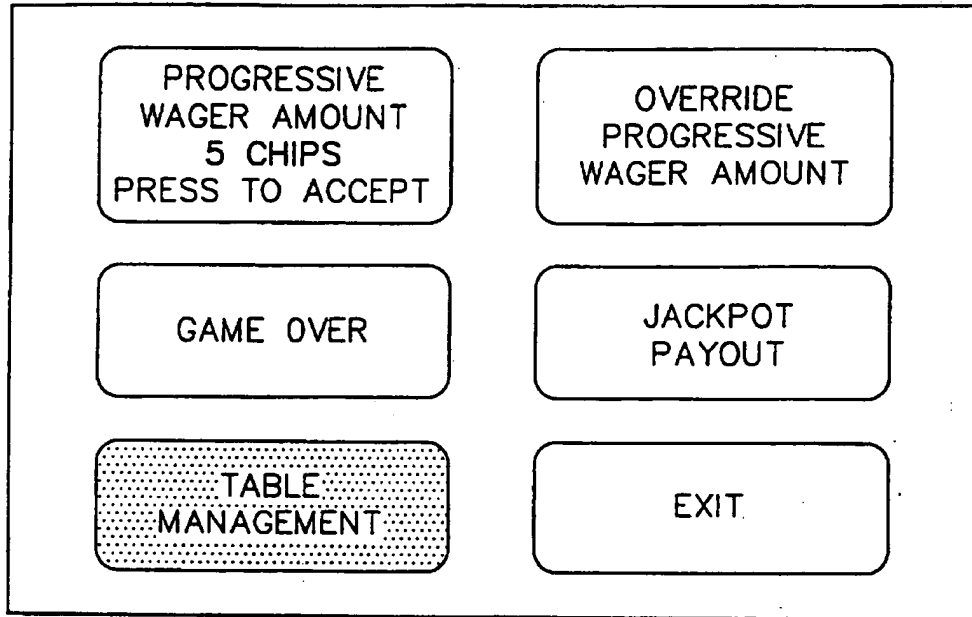 PROGRESSIVE
WAGER AMOUNT
5 CHIPS
PRESS TO ACCEPT
OVERRIDE
PROGRESSIVE
WAGER AMOUNT
GAME OVER
JACKPOT
PAYOUT
TABLE
MANAGEMENT
EXIT